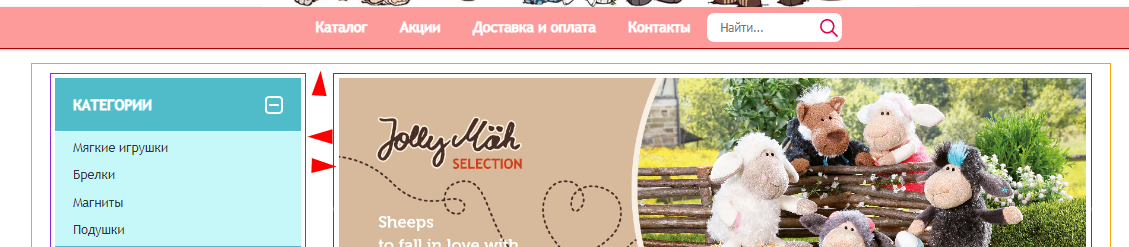 Каталог Акции Доставка и оплата Контакты Найти...
КАТЕГОРИИ
Мягкие игрушки
Брелки
Магниты
Подушки
Jolly Mäh
SELECTION
Sheeps
to fall in love with